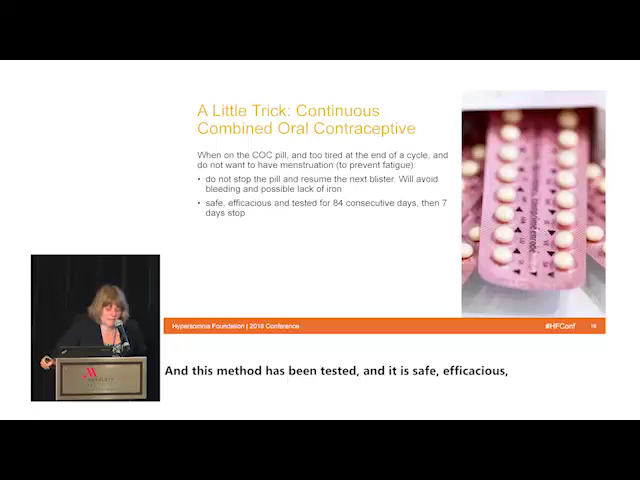 A Little Trick: Continuous
Combined Oral Contraceptive
When on the COC pill, and too tired at the end of a cycle, and
do not want to have menstruation (to prevent fatigue):
• do not stop the pill and resume the next blister. Will avoid
bleeding and possible lack of iron
• safe, efficacious and tested for 84 consecutive days, then 7
days stop
Hypersomnia Foundation | 2018 Conference
#HFConf
16
And this method has been tested, and it is safe, efficacious,